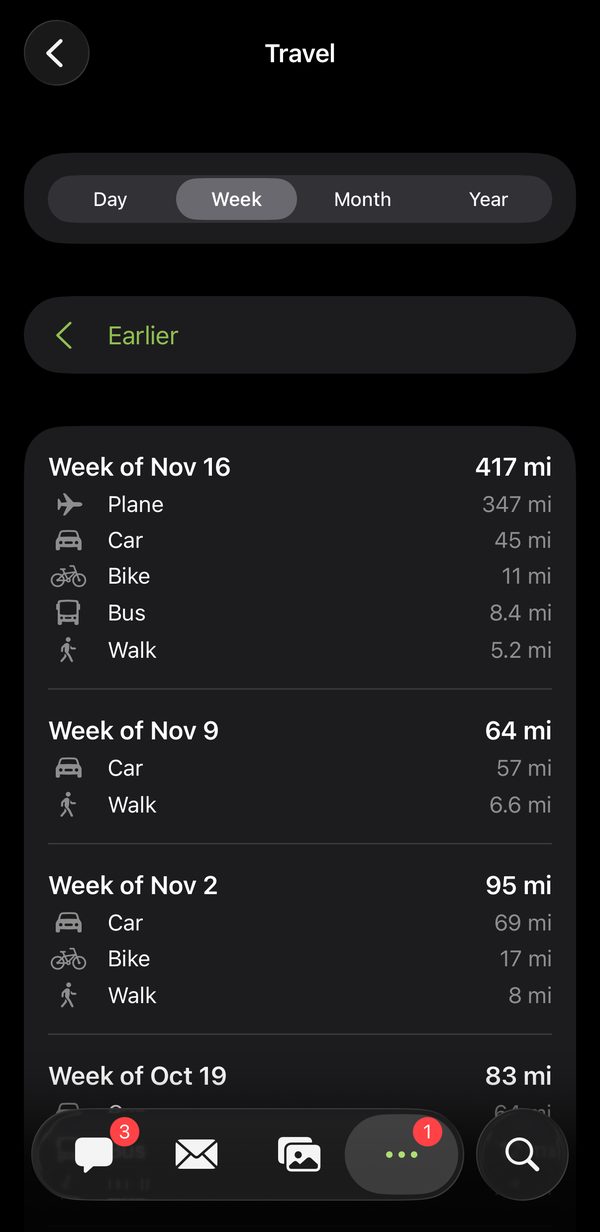 Travel
Day Week Month Year
Earlier
Week of Nov 16 417 mi
Plane 347 mi
Car 45 mi
Bike 11 mi
Bus 8.4 mi
Walk 5.2 mi
Week of Nov 9 64 mi
Car 57 mi
Walk 6.6 mi
Week of Nov 2 95 mi
Car 69 mi
Bike 17 mi
Walk 8 mi
Week of Oct 19 83 mi
3 1